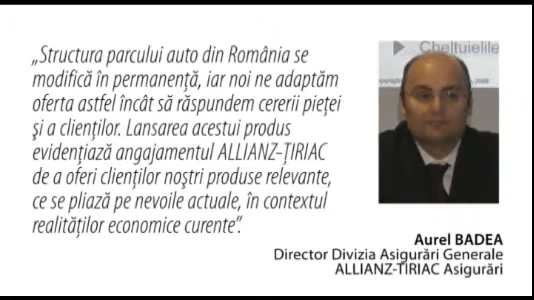 „Structura parcului auto din România se
modifică în permanență, iar noi ne adaptăm
oferta astfel încât să răspundem cererii pieței
şi a clienților. Lansarea acestui produs
evidențiază angajamentul ALLIANZ-ȚIRIAC
de a oferi clienților noştri produse relevante,
ce se pliază pe nevoile actuale, în contextul
realităților economice curente”.
Cheltuielile
Aurel BADEA
Director Divizia Asigurări Generale
ALLIANZ-ȚIRIAC Asigurări